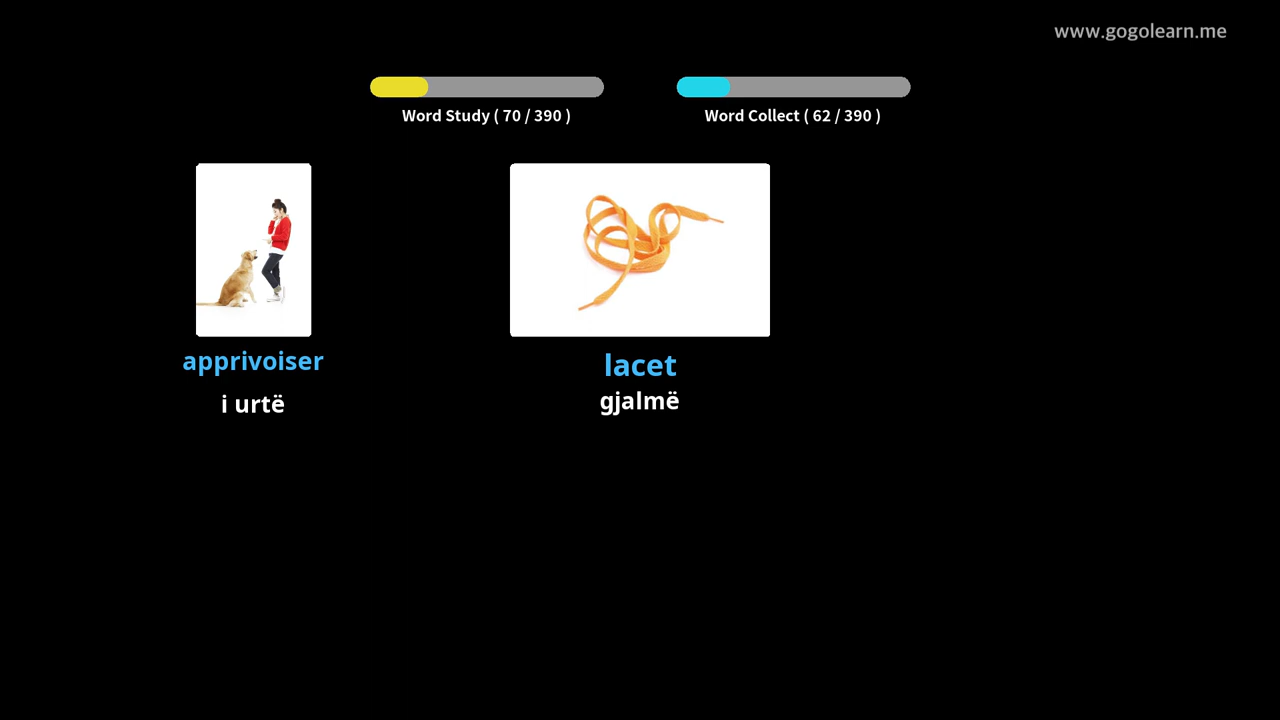 www.gogolearn.me
Word Study ( 70 / 390 )
Word Collect ( 62 / 390 )
apprivoiser
i urtë
lacet
gjalmë